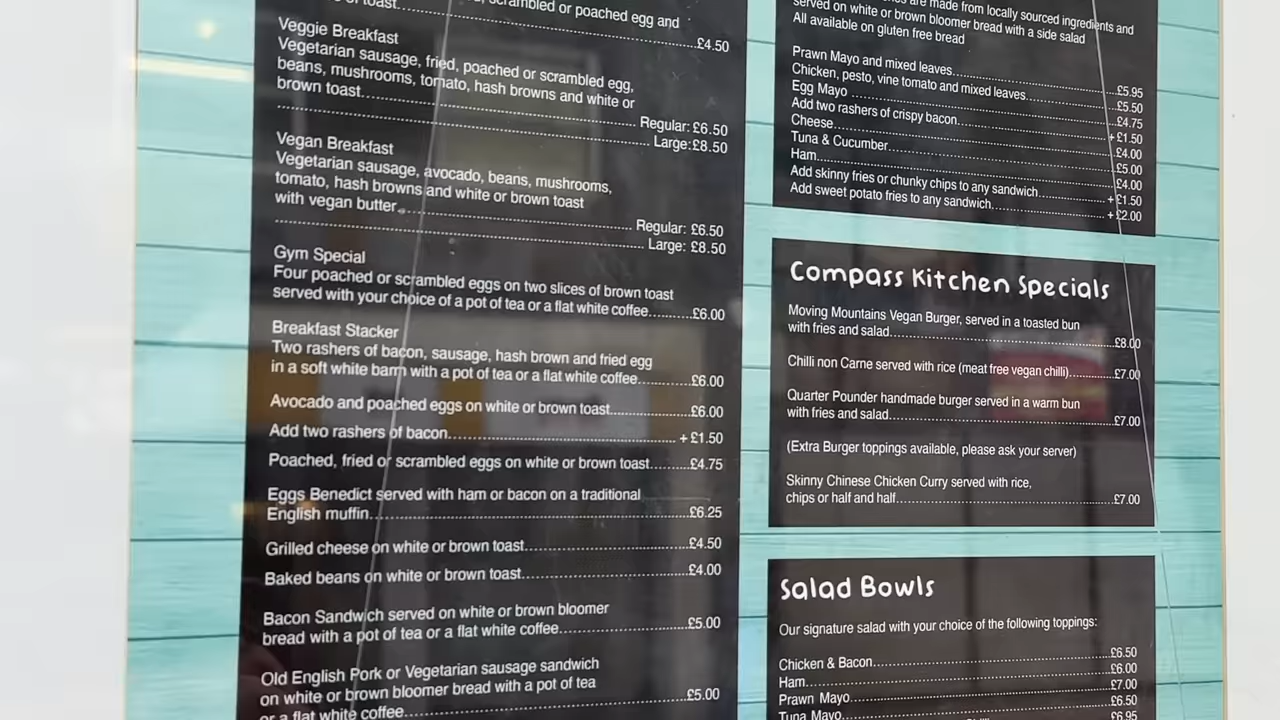 of toast.................£4.50
scrambled or poached egg and
Veggie Breakfast
Vegetarian sausage, fried, poached or scrambled egg,
beans, mushrooms, tomato, hash browns and white or
brown toast
Regular: £6.50
Large:£8.50
Vegan Breakfast
Vegetarian sausage, avocado, beans, mushrooms,
tomato, hash browns and white or brown toast
with vegan butter
Regular: £6.50
Large: £8.50
Gym Special
Four poached or scrambled eggs on two slices of brown toast
served with your choice of a pot of tea or a flat white coffee.........£6.00
Breakfast Stacker
Two rashers of bacon, sausage, hash brown and fried egg
in a soft white barm with a pot of tea or a flat white coffee...........£6.00
Avocado and poached eggs on white or brown toast................£6.00
Add two rashers of bacon........................................ + £1.50
Poached, fried or scrambled eggs on white or brown toast.........£4.75
Eggs Benedict served with ham or bacon on a traditional
English muffin........................................£6.25
Grilled cheese on white or brown toast................................£4.50
Baked beans on white or brown toast................................£4.00
Bacon Sandwich served on white or brown bloomer
bread with a pot of tea or a flat white coffee..........................£5.00
Old English Pork or Vegetarian sausage sandwich
on white or brown bloomer bread with a pot of tea
or a flat white coffee........................................£5.00
are made from locally sourced ingredients and
served on white or brown bloomer bread with a side salad
All available on gluten free bread
Prawn Mayo and mixed leaves................................£5.95
Chicken, pesto, vine tomato and mixed leaves................£5.50
Egg Mayo ........................................£4.75
Add two rashers of crispy bacon................................+£1.50
Cheese........................................£4.00
Tuna & Cucumber........................................£5.00
Ham........................................£4.00
Add skinny fries or chunky chips to any sandwich................+£1.50
Add sweet potato fries to any sandwich........................+£2.00
Compass Kitchen Specials
Moving Mountains Vegan Burger, served in a toasted bun
with fries and salad........................................£8.00
Chilli non Carne served with rice (meat free vegan chilli)...........£7.00
Quarter Pounder handmade burger served in a warm bun
with fries and salad........................................£7.00
(Extra Burger toppings available, please ask your server)
Skinny Chinese Chicken Curry served with rice,
chips or half and half........................................£7.00
Salad Bowls
Our signature salad with your choice of the following toppings:
Chicken & Bacon........................................£6.50
Ham........................................£6.00
Prawn Mayo........................................£7.00
Tuna Mayo........................................£6.50
£6.95